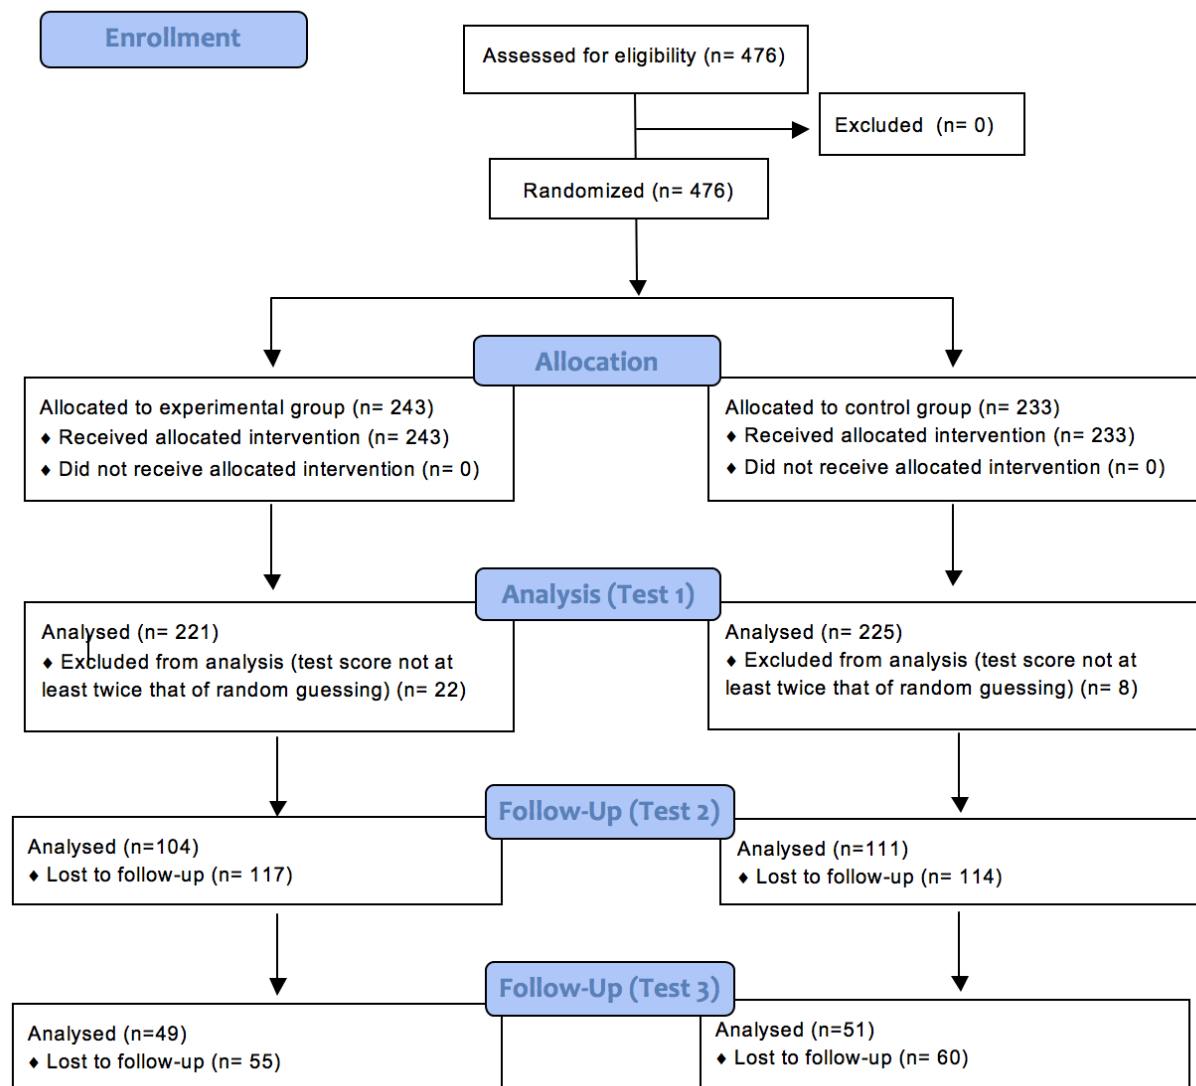 Enrollment
Assessed for eligibility (n= 476)
Excluded (n= 0)
Randomized (n= 476)
Allocation
Allocated to experimental group (n= 243)
♦ Received allocated intervention (n= 243)
♦ Did not receive allocated intervention (n= 0)
Allocated to control group (n= 233)
♦ Received allocated intervention (n= 233)
♦ Did not receive allocated intervention (n= 0)
Analysis (Test 1)
Analysed (n= 221)
♦ Excluded from analysis (test score not at
least twice that of random guessing) (n= 22)
Analysed (n= 225)
♦ Excluded from analysis (test score not at
least twice that of random guessing) (n= 8)
Follow-Up (Test 2)
Analysed (n=104)
♦ Lost to follow-up (n= 117)
Analysed (n=111)
♦ Lost to follow-up (n= 114)
Follow-Up (Test 3)
Analysed (n=49)
♦ Lost to follow-up (n= 55)
Analysed (n=51)
♦ Lost to follow-up (n= 60)